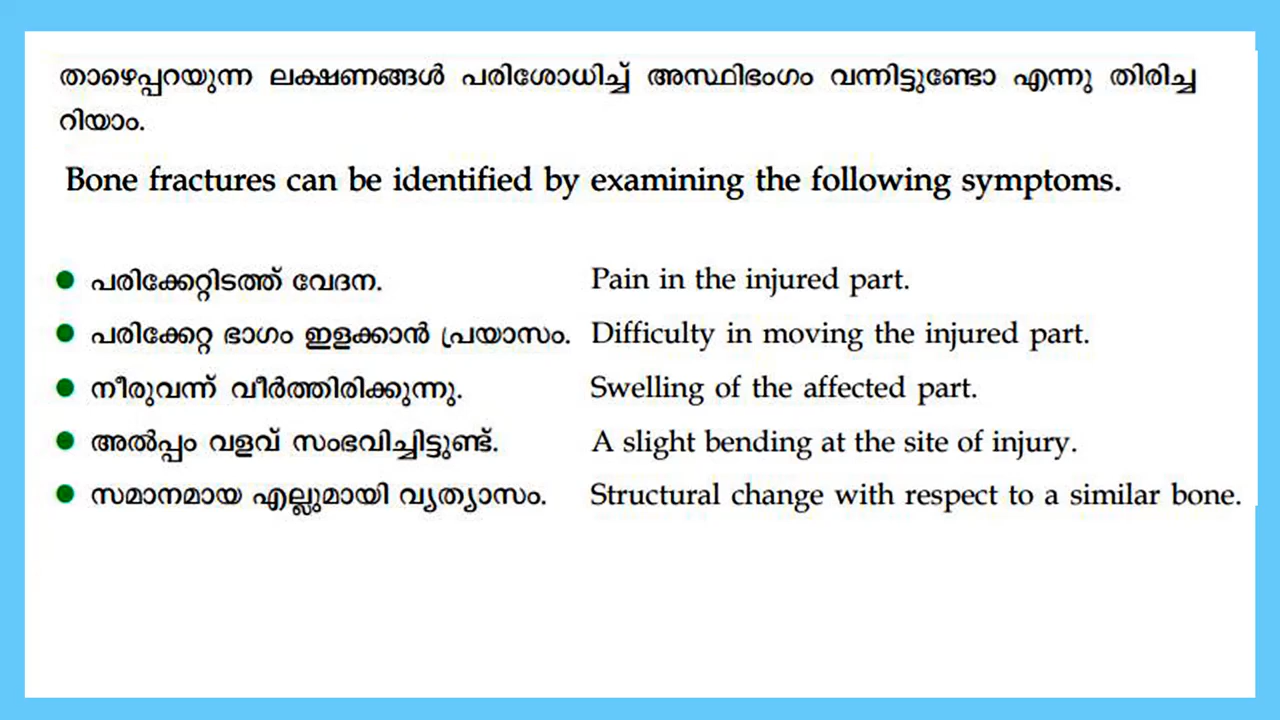 താഴെപ്പറയുന്ന ലക്ഷണങ്ങൾ പരിശോധിച്ച് അസ്ഥിഭംഗം വന്നിട്ടുണ്ടോ എന്നു തിരിച്ച
റിയാം.
Bone fractures can be identified by examining the following symptoms.
പരിക്കേറ്റിടത്ത് വേദന. Pain in the injured part.
പരിക്കേറ്റ ഭാഗം ഇളക്കാൻ പ്രയാസം. Difficulty in moving the injured part.
നീരുവന്ന് വീർത്തിരിക്കുന്നു. Swelling of the affected part.
അൽപ്പം വളവ് സംഭവിച്ചിട്ടുണ്ട്. A slight bending at the site of injury.
സമാനമായ എല്ലുമായി വ്യത്യാസം. Structural change with respect to a similar bone.